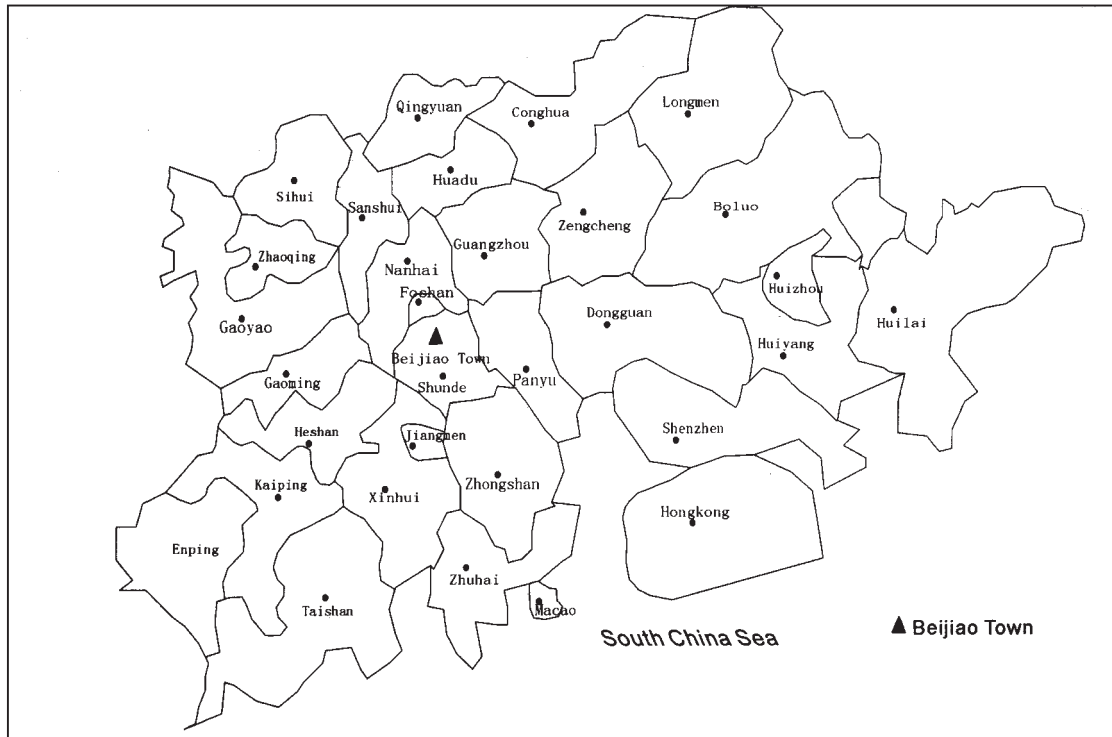 Qingyuan
Conghua
Longmen
Huadu
Sihui
Sanshui
Boluo
Zengcheng
Guangzhou
Zhaoqing
Nanhai
Huizhou
Foshan
Gaoyao
Dongguan
Huilai
Beijiao Town
Huiyang
Gaoming
Panyu
Shunde
Heshan
Jiangmen
Shenzhen
Kaiping
Xinhui
Zhongshan
Hongkong
Enping
Zhuhai
Taishan
Macao
South China Sea
Beijiao Town